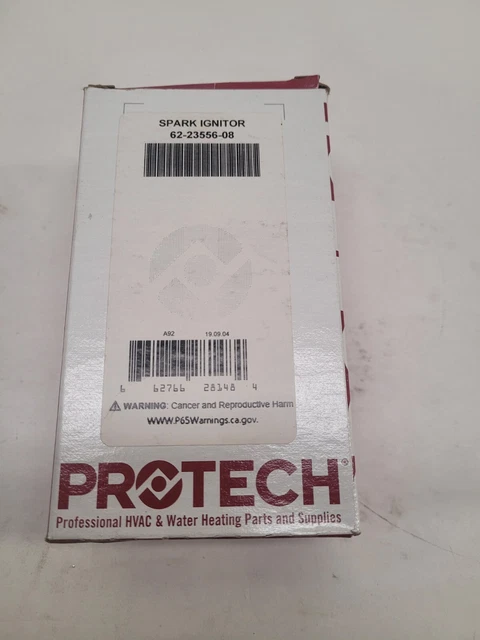 SPARK IGNITOR
62-23556-08
A92 19.09.04
6 62766 28148 4
⚠ WARNING: Cancer and Reproductive Harm
WWW.P65Warnings.ca.gov.
PROTECH®
Professional HVAC & Water Heating Parts and Supplies